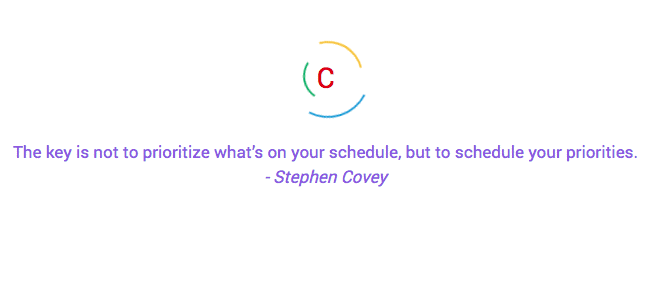 C
The key is not to prioritize what’s on your schedule, but to schedule your priorities.
- Stephen Covey